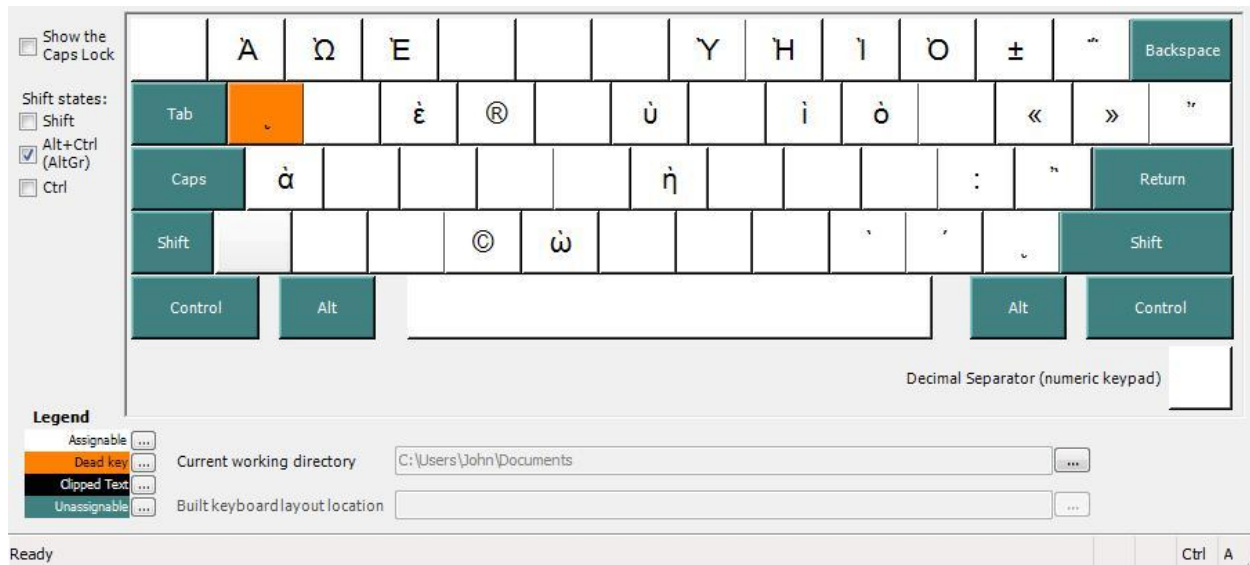 Show the
Caps Lock
Shift states:
Shift
Alt+Ctrl
(AltGr)
Ctrl
Ὰ Ὼ Ὲ Ὺ Ὴ Ὶ Ὸ ± ῞ Backspace
Tab ͺ ὲ ® ὺ ὶ ὸ « » ῎
Caps ὰ ὴ : ῍ Return
Shift © ὼ ` ´ ͺ Shift
Control Alt Alt Control
Decimal Separator (numeric keypad)
Legend
Assignable ...
Dead key ...
Clipped Text ...
Unassignable ...
Current working directory C:\Users\John\Documents ...
Built keyboard layout location ...
Ready Ctrl A